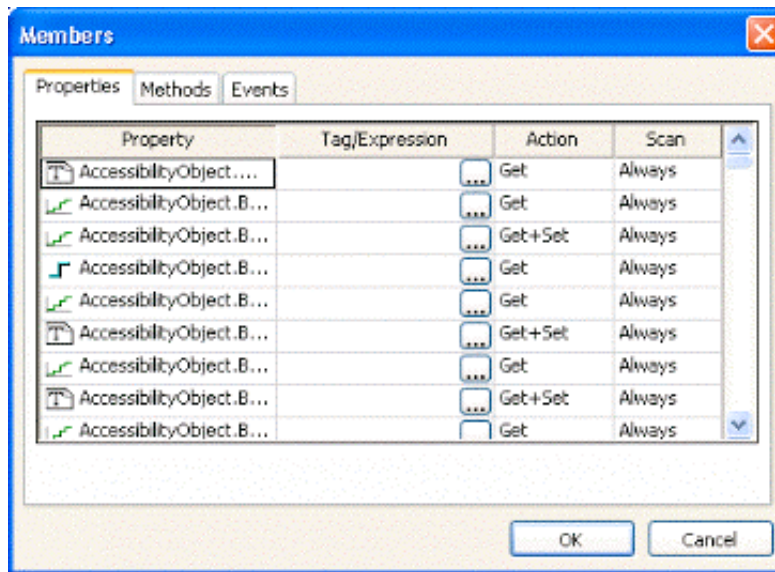 Members
Properties Methods Events
Property Tag/Expression Action Scan
T AccessibilityObject.... ... Get Always
AccessibilityObject.B... ... Get Always
AccessibilityObject.B... ... Get+Set Always
AccessibilityObject.B... ... Get Always
AccessibilityObject.B... ... Get Always
T AccessibilityObject.B... ... Get+Set Always
AccessibilityObject.B... ... Get Always
T AccessibilityObject.B... ... Get+Set Always
AccessibilityObject.B... Get Always
OK Cancel